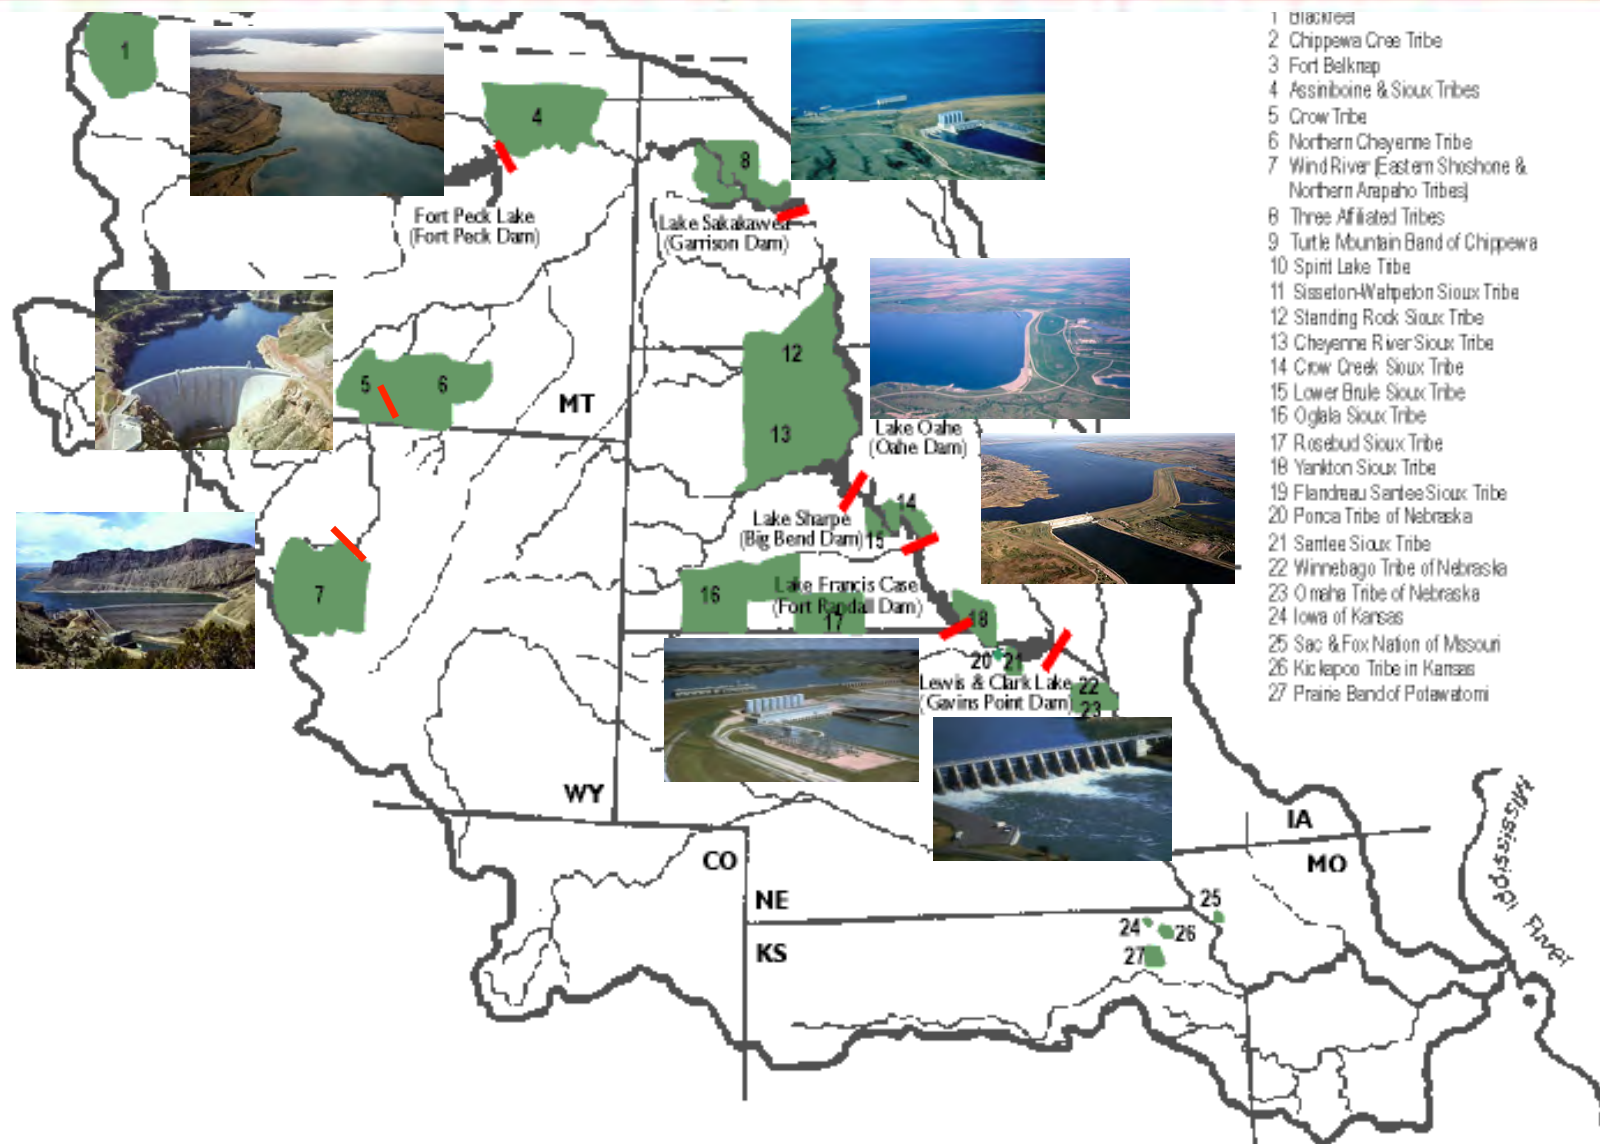 1 Blackfeet
2 Chippewa Cree Tribe
3 Fort Belknap
4 Assiniboine & Sioux Tribes
5 Crow Tribe
6 Northern Cheyenne Tribe
7 Wind River (Eastern Shoshone &
Northern Arapaho Tribes)
8 Three Affiliated Tribes
9 Turtle Mountain Band of Chippewa
10 Spirit Lake Tribe
11 Sisseton-Wahpeton Sioux Tribe
12 Standing Rock Sioux Tribe
13 Cheyenne River Sioux Tribe
14 Crow Creek Sioux Tribe
15 Lower Brule Sioux Tribe
16 Oglala Sioux Tribe
17 Rosebud Sioux Tribe
18 Yankton Sioux Tribe
19 Flandreau Santee Sioux Tribe
20 Ponca Tribe of Nebraska
21 Santee Sioux Tribe
22 Winnebago Tribe of Nebraska
23 Omaha Tribe of Nebraska
24 Iowa of Kansas
25 Sac & Fox Nation of Missouri
26 Kickapoo Tribe in Kansas
27 Prairie Band of Potawatomi
1
4
8
Fort Peck Lake
(Fort Peck Dam)
Lake Sakakawea
(Garrison Dam)
12
5
6
MT
13
Lake Oahe
(Oahe Dam)
14
Lake Sharpe
(Big Bend Dam)
15
7
16
Lake Francis Case
(Fort Randall Dam)
17
18
20
21
Lewis & Clark Lake
(Gavins Point Dam)
22
23
WY
IA
CO
MO
NE
25
24
26
KS
27
Mississippi River